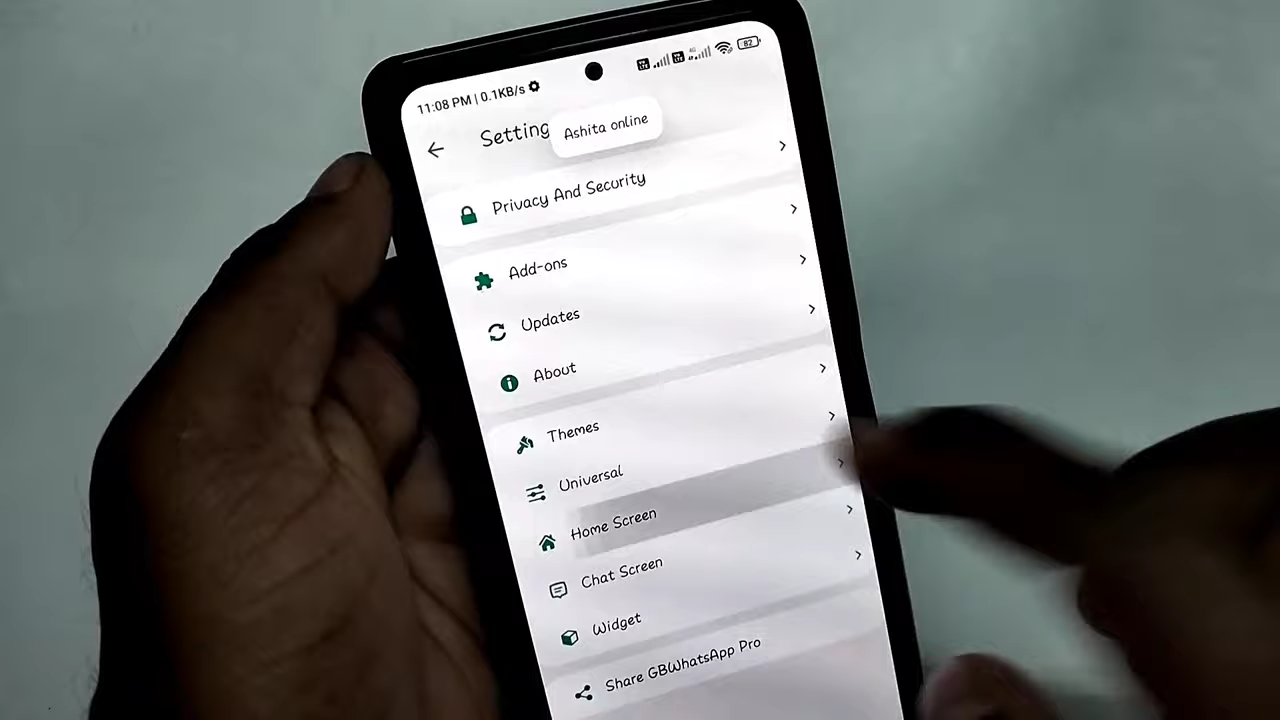 11:08 PM | 0.1KB/s
82
Setting
Ashita online
Privacy And Security
Add-ons
Updates
About
Themes
Universal
Home Screen
Chat Screen
Widget
Share GBWhatsApp Pro